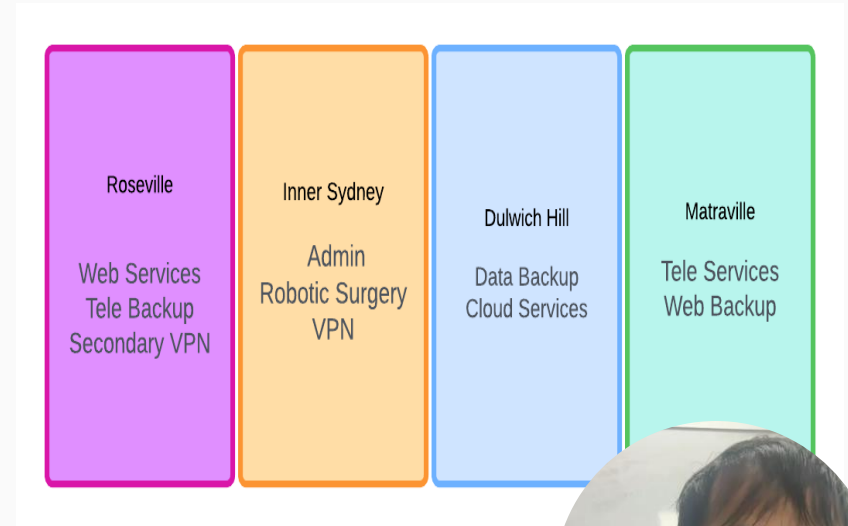 Roseville
Web Services
Tele Backup
Secondary VPN
Inner Sydney
Admin
Robotic Surgery
VPN
Dulwich Hill
Data Backup
Cloud Services
Matraville
Tele Services
Web Backup